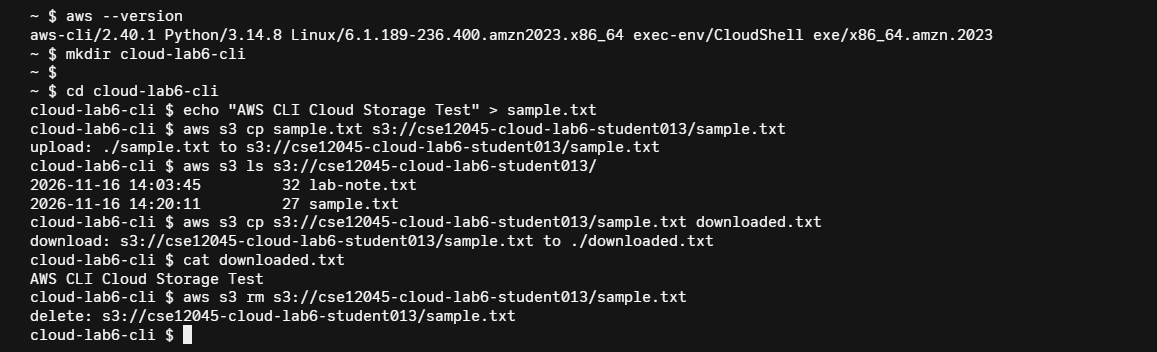 ~ $ aws --version
aws-cli/2.40.1 Python/3.14.8 Linux/6.1.189-236.400.amzn2023.x86_64 exec-env/CloudShell exe/x86_64.amzn.2023
~ $ mkdir cloud-lab6-cli
~ $
~ $ cd cloud-lab6-cli
cloud-lab6-cli $ echo "AWS CLI Cloud Storage Test" > sample.txt
cloud-lab6-cli $ aws s3 cp sample.txt s3://cse12045-cloud-lab6-student013/sample.txt
upload: ./sample.txt to s3://cse12045-cloud-lab6-student013/sample.txt
cloud-lab6-cli $ aws s3 ls s3://cse12045-cloud-lab6-student013/
2026-11-16 14:03:45         32 lab-note.txt
2026-11-16 14:20:11         27 sample.txt
cloud-lab6-cli $ aws s3 cp s3://cse12045-cloud-lab6-student013/sample.txt downloaded.txt
download: s3://cse12045-cloud-lab6-student013/sample.txt to ./downloaded.txt
cloud-lab6-cli $ cat downloaded.txt
AWS CLI Cloud Storage Test
cloud-lab6-cli $ aws s3 rm s3://cse12045-cloud-lab6-student013/sample.txt
delete: s3://cse12045-cloud-lab6-student013/sample.txt
cloud-lab6-cli $